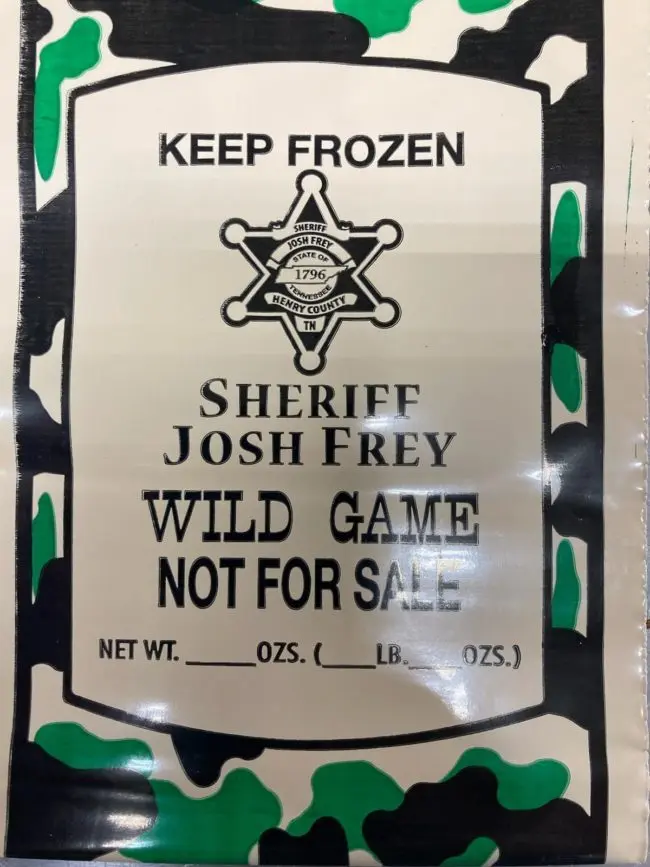 KEEP FROZEN
SHERIFF
JOSH FREY
STATE OF
1796
TENNESSEE
HENRY COUNTY
TN
SHERIFF
JOSH FREY
WILD GAME
NOT FOR SALE
NET WT. _____OZS. (____LB.____OZS.)